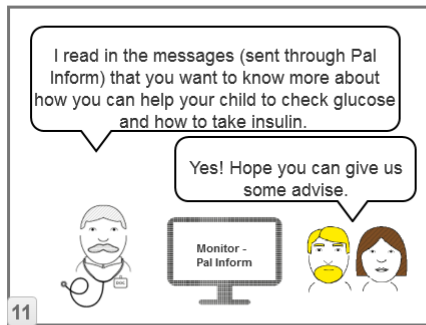 I read in the messages (sent through Pal
Inform) that you want to know more about
how you can help your child to check glucose
and how to take insulin.
Yes! Hope you can give us
some advise.
Monitor -
Pal Inform
11